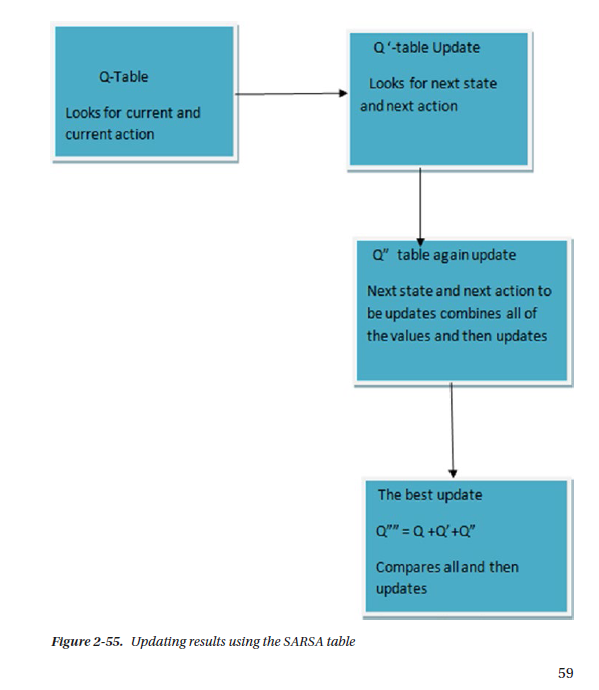 Q-Table
Looks for current and
current action
Q‘-table Update
Looks for next state
and next action
Q” table again update
Next state and next action to
be updates combines all of
the values and then updates
The best update
Q”” = Q +Q’ +Q”
Compares all and then
updates
Figure 2-55. Updating results using the SARSA table
59